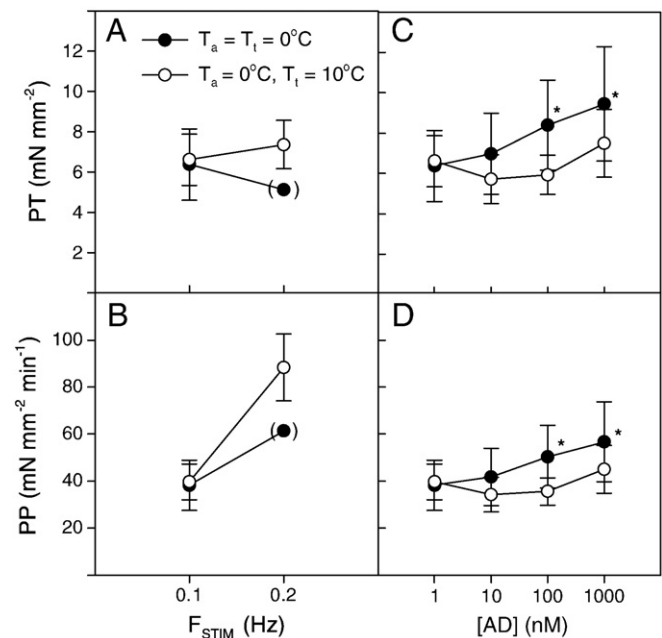 A
C
T_a = T_t = 0°C
T_a = 0°C, T_t = 10°C
12
10
8
6
4
2
PT (mN mm⁻²)
( )
*
*
B
D
100
80
60
40
20
PP (mN mm⁻² min⁻¹)
( )
*
*
0.1 0.2
F_STIM (Hz)
1 10 100 1000
[AD] (nM)